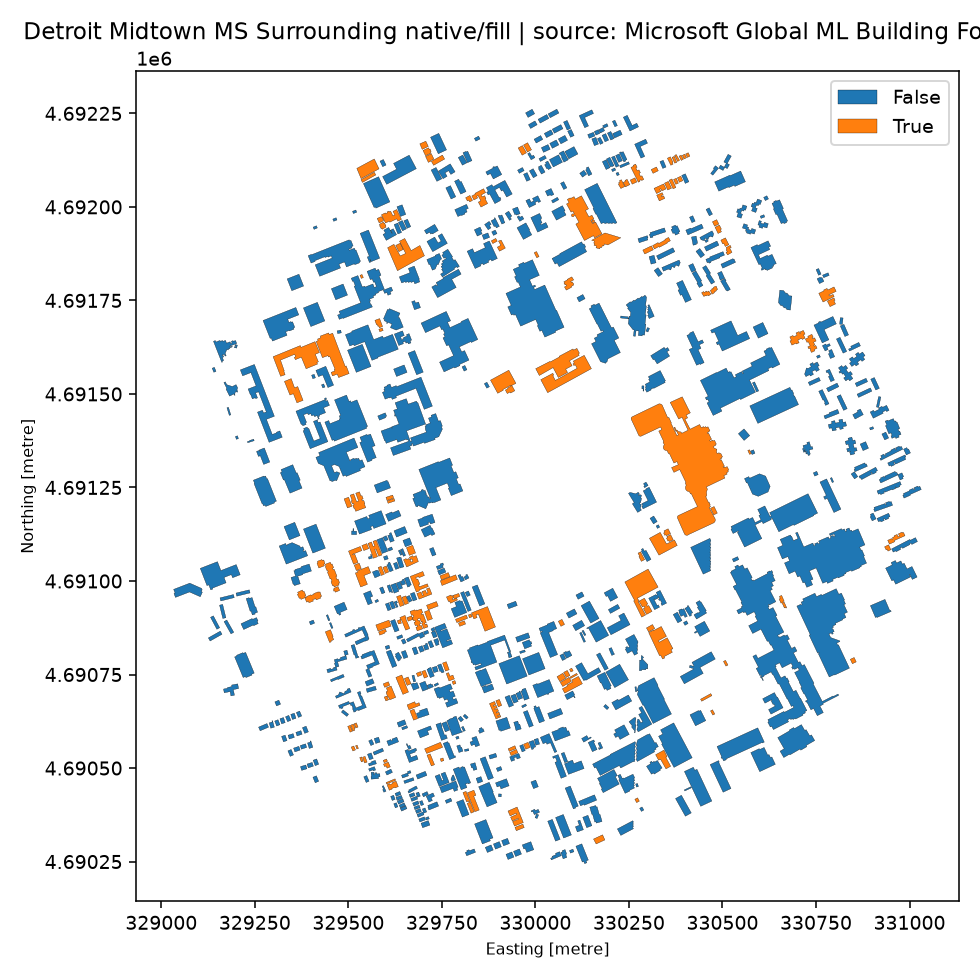 Detroit Midtown MS Surrounding native/fill | source: Microsoft Global ML Building Fo
1e6
False
True
4.69225
4.69200
4.69175
4.69150
4.69125
4.69100
4.69075
4.69050
4.69025
Northing [metre]
329000 329250 329500 329750 330000 330250 330500 330750 331000
Easting [metre]